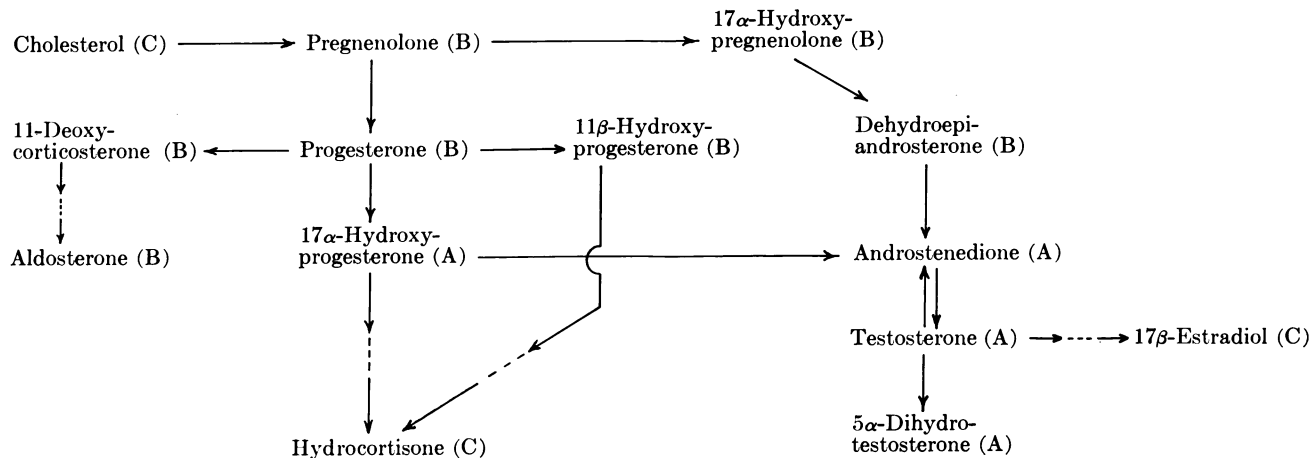 Cholesterol (C)
Pregnenolone (B)
17α-Hydroxy-
pregnenolone (B)
11-Deoxy-
corticosterone (B)
Progesterone (B)
11β-Hydroxy-
progesterone (B)
Dehydroepi-
androsterone (B)
Aldosterone (B)
17α-Hydroxy-
progesterone (A)
Androstenedione (A)
Testosterone (A)
17β-Estradiol (C)
Hydrocortisone (C)
5α-Dihydro-
testosterone (A)